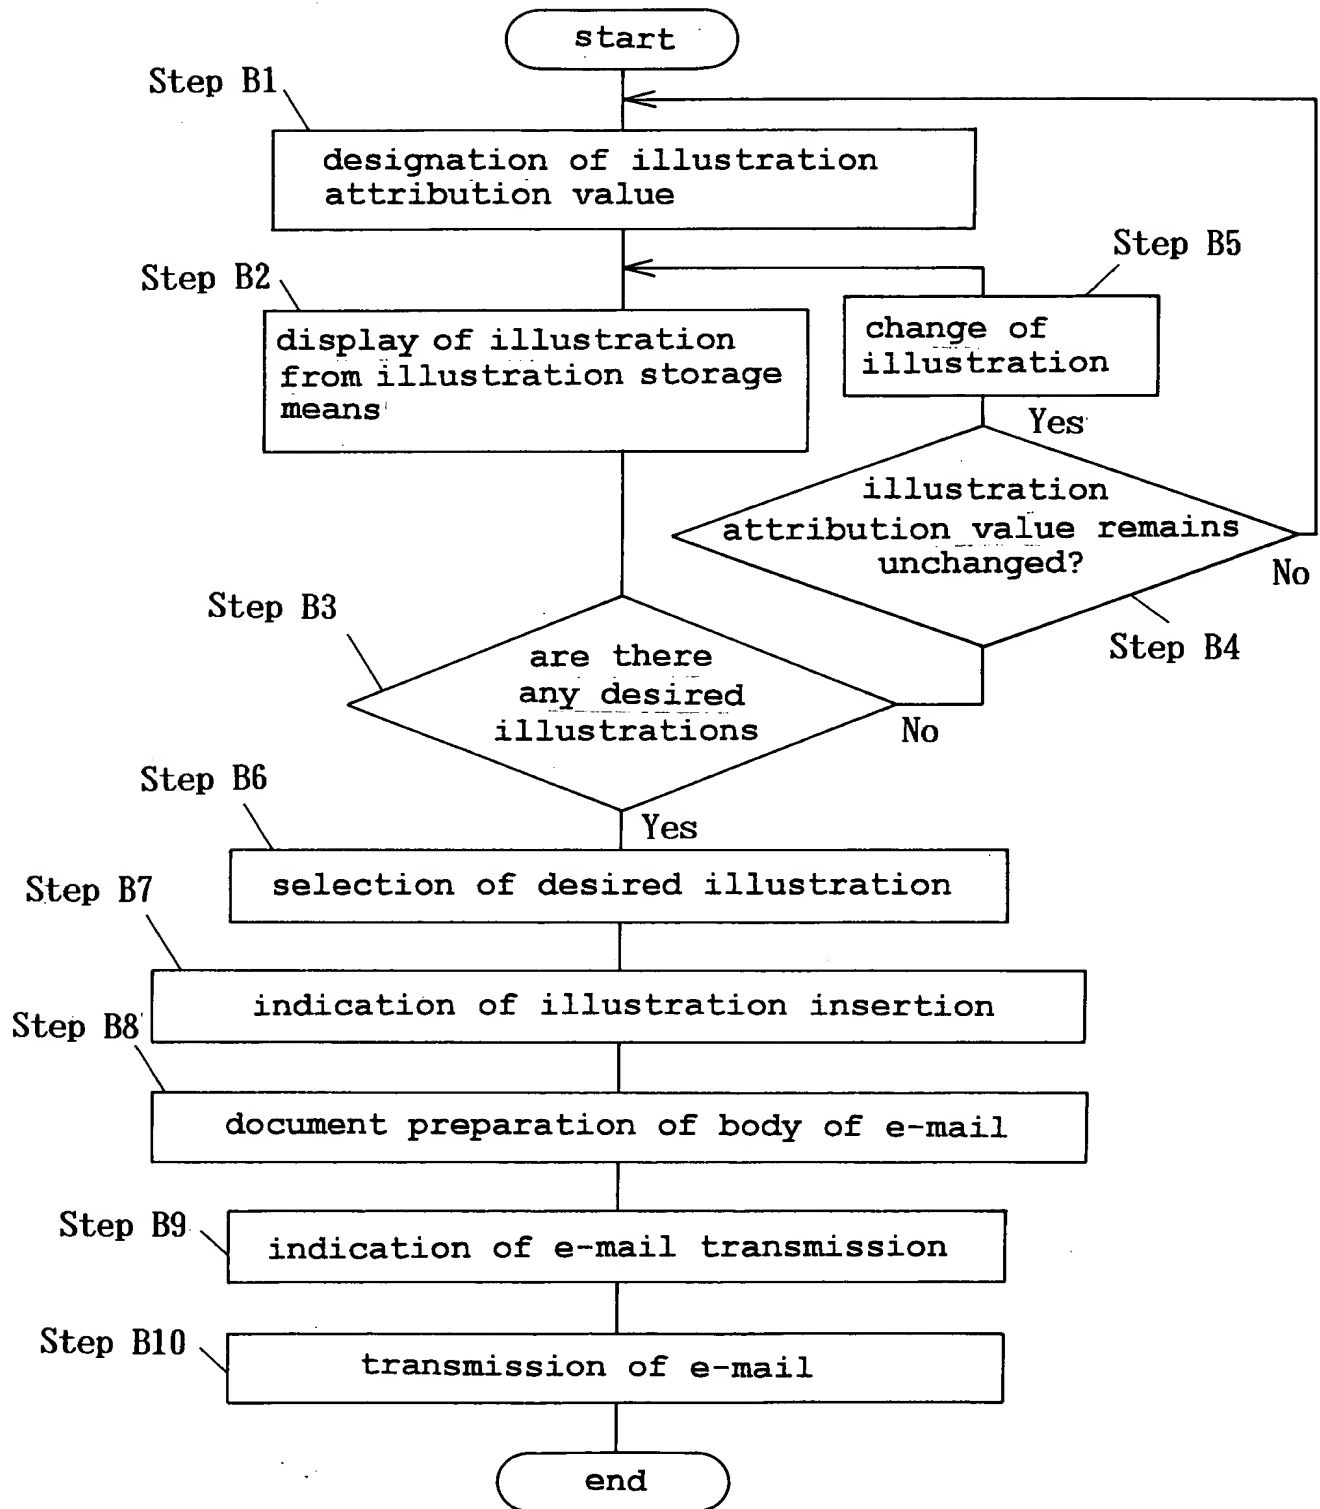 start
Step B1
designation of illustration
attribution value
Step B5
Step B2
display of illustration
from illustration storage
means
change of
illustration
Yes
illustration
attribution value remains
unchanged?
No
Step B4
Step B3
are there
any desired
illustrations
No
Yes
Step B6
selection of desired illustration
Step B7
indication of illustration insertion
Step B8
document preparation of body of e-mail
Step B9
indication of e-mail transmission
Step B10
transmission of e-mail
end